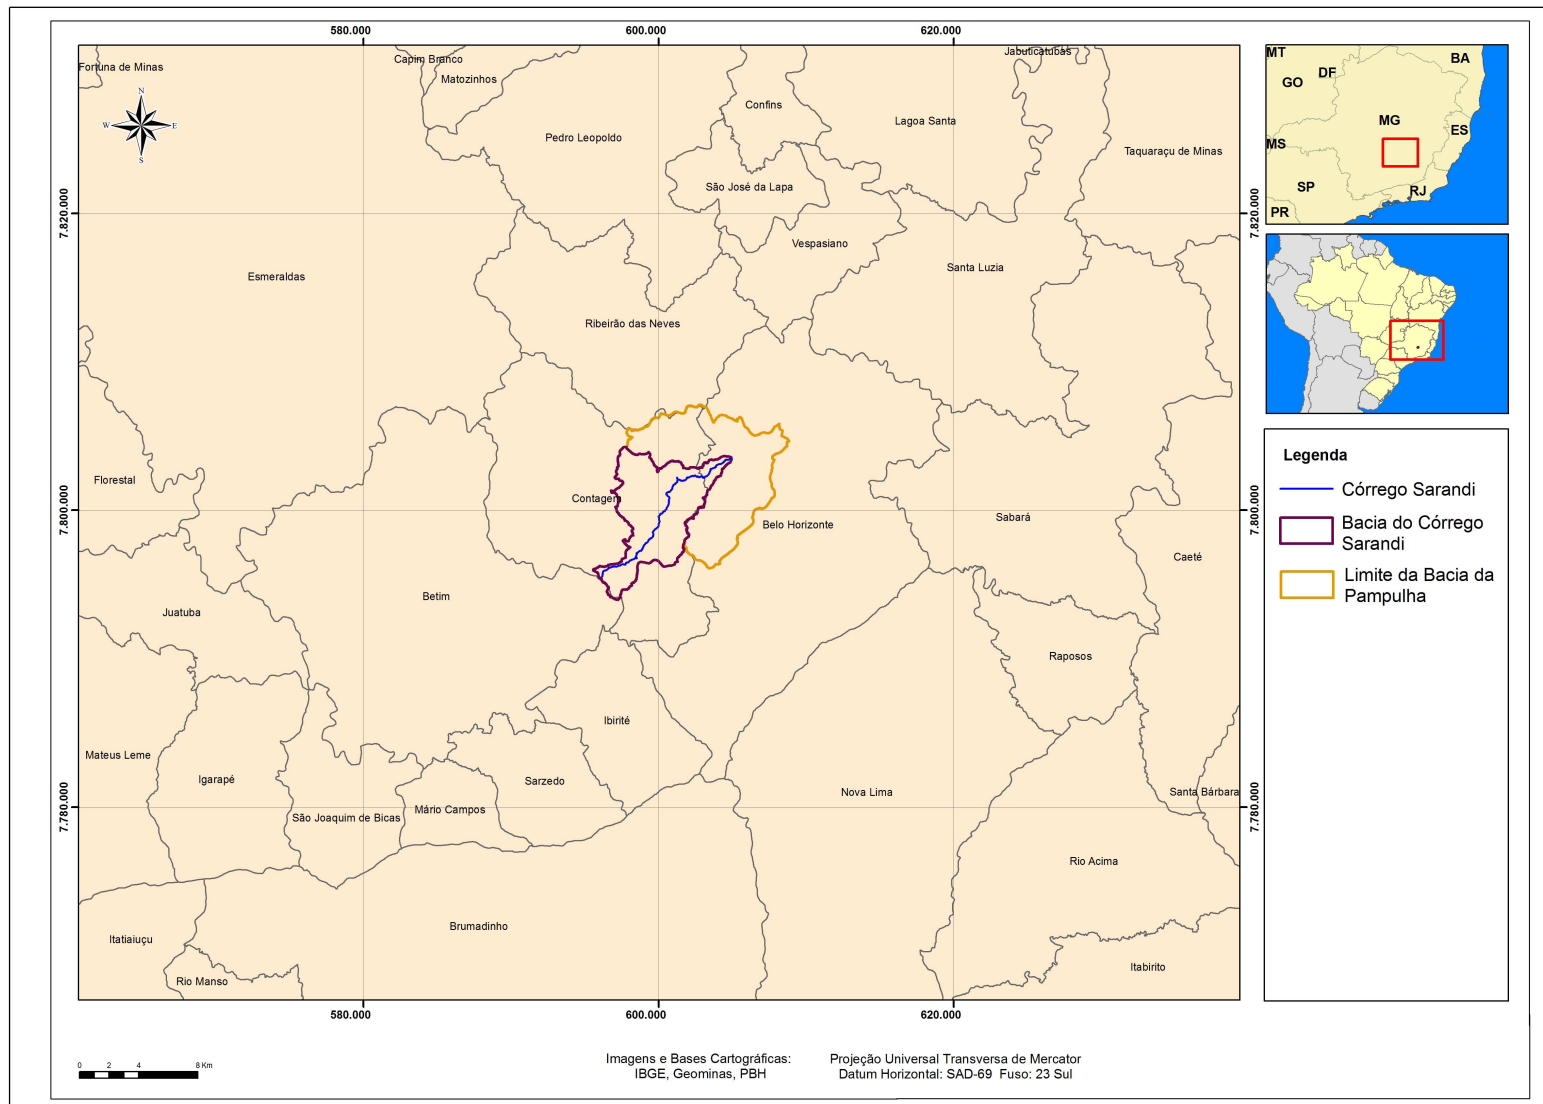 580.000
600.000
620.000
Fortuna de Minas
Capim Branco
Matozinhos
Jabuticatubas
Confins
Lagoa Santa
Pedro Leopoldo
Taquaraçu de Minas
N
W
E
S
São José da Lapa
7.820.000
7.820.000
Vespasiano
Santa Luzia
Esmeraldas
Ribeirão das Neves
Florestal
Contagem
7.800.000
7.800.000
Belo Horizonte
Sabará
Caeté
Betim
Juatuba
Raposos
Ibirité
Mateus Leme
Igarapé
Sarzedo
Nova Lima
Santa Bárbara
7.780.000
7.780.000
Mário Campos
São Joaquim de Bicas
Rio Acima
Brumadinho
Itatiaiuçu
Itabirito
Rio Manso
580.000
600.000
620.000
MT
GO
DF
BA
MG
ES
MS
SP
RJ
PR
Legenda
Córrego Sarandi
Bacia do Córrego
Sarandi
Limite da Bacia da
Pampulha
0 2 4 8 Km
Imagens e Bases Cartográficas:
IBGE, Geominas, PBH
Projeção Universal Transversa de Mercator
Datum Horizontal: SAD-69 Fuso: 23 Sul